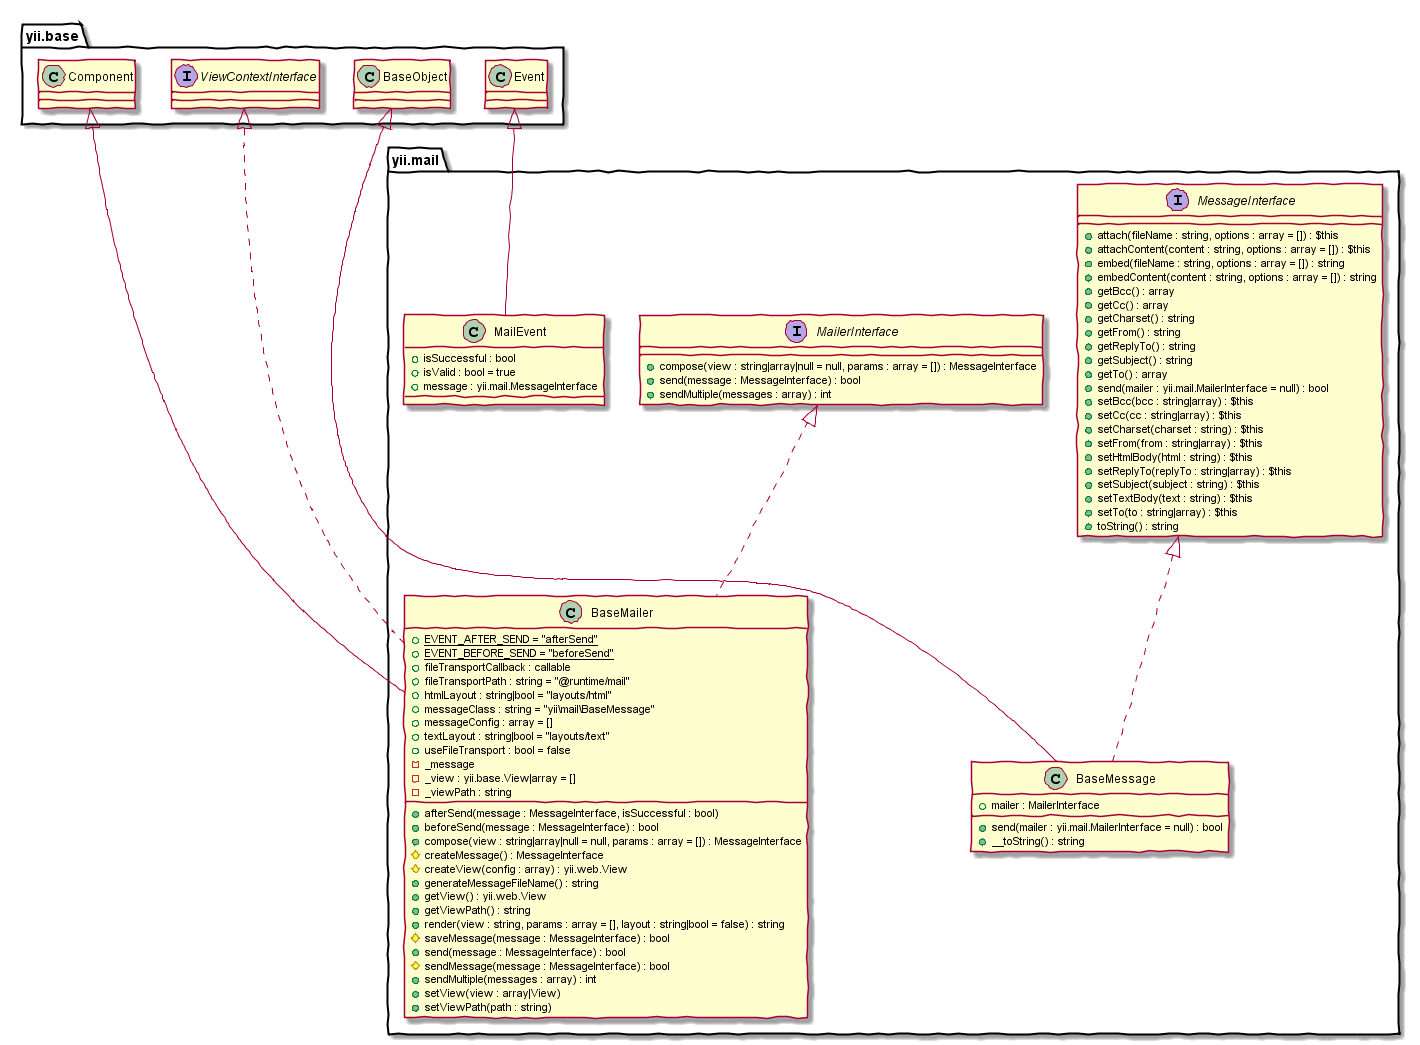 yii.base
C Component
I ViewContextInterface
C BaseObject
C Event
yii.mail
I MessageInterface
attach(fileName : string, options : array = []) : $this
attachContent(content : string, options : array = []) : $this
embed(fileName : string, options : array = []) : string
embedContent(content : string, options : array = []) : string
getBcc() : array
getCc() : array
getCharset() : string
getFrom() : string
getReplyTo() : string
getSubject() : string
getTo() : array
send(mailer : yii.mail.MailerInterface = null) : bool
setBcc(bcc : string|array) : $this
setCc(cc : string|array) : $this
setCharset(charset : string) : $this
setFrom(from : string|array) : $this
setHtmlBody(html : string) : $this
setReplyTo(replyTo : string|array) : $this
setSubject(subject : string) : $this
setTextBody(text : string) : $this
setTo(to : string|array) : $this
toString() : string
C MailEvent
isSuccessful : bool
isValid : bool = true
message : yii.mail.MessageInterface
I MailerInterface
compose(view : string|array|null = null, params : array = []) : MessageInterface
send(message : MessageInterface) : bool
sendMultiple(messages : array) : int
C BaseMailer
EVENT_AFTER_SEND = "afterSend"
EVENT_BEFORE_SEND = "beforeSend"
fileTransportCallback : callable
fileTransportPath : string = "@runtime/mail"
htmlLayout : string|bool = "layouts/html"
messageClass : string = "yii\mail\BaseMessage"
messageConfig : array = []
textLayout : string|bool = "layouts/text"
useFileTransport : bool = false
_message
_view : yii.base.View|array = []
_viewPath : string
afterSend(message : MessageInterface, isSuccessful : bool)
beforeSend(message : MessageInterface) : bool
compose(view : string|array|null = null, params : array = []) : MessageInterface
createMessage() : MessageInterface
createView(config : array) : yii.web.View
generateMessageFileName() : string
getView() : yii.web.View
getViewPath() : string
render(view : string, params : array = [], layout : string|bool = false) : string
saveMessage(message : MessageInterface) : bool
send(message : MessageInterface) : bool
sendMessage(message : MessageInterface) : bool
sendMultiple(messages : array) : int
setView(view : array|View)
setViewPath(path : string)
C BaseMessage
mailer : MailerInterface
send(mailer : yii.mail.MailerInterface = null) : bool
__toString() : string